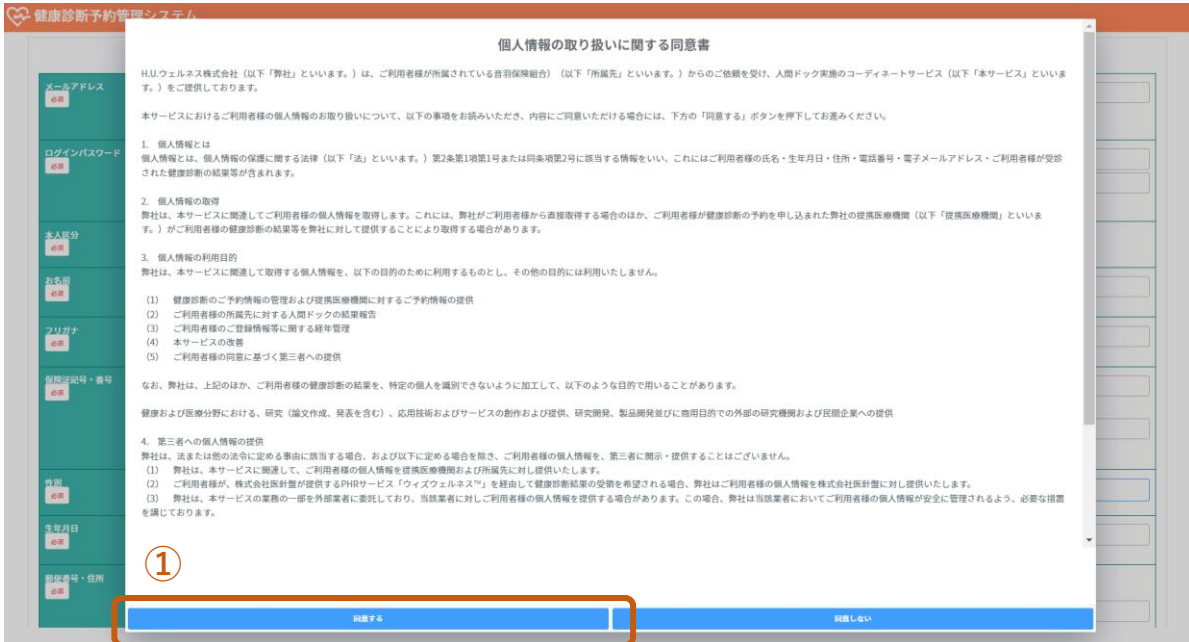 健康診断予約管理システム
個人情報の取り扱いに関する同意書
H.U.ウェルネス株式会社（以下「弊社」といいます。）は、ご利用者様が所属されている音羽保険組合）（以下「所属先」といいます。）からのご依頼を受け、人間ドック実施のコーディネートサービス（以下「本サービス」といいま
す。）をご提供しております。
本サービスにおけるご利用者様の個人情報のお取り扱いについて、以下の事項をお読みいただき、内容にご同意いただける場合には、下方の「同意する」ボタンを押下してお進みください。
1. 個人情報とは
個人情報とは、個人情報の保護に関する法律（以下「法」といいます。）第2条第1項第1号または同条項第2号に該当する情報をいい、これにはご利用者様の氏名・生年月日・住所・電話番号・電子メールアドレス・ご利用者様が受診
された健康診断の結果等が含まれます。
2. 個人情報の取得
弊社は、本サービスに関連してご利用者様の個人情報を取得します。これには、弊社がご利用者様から直接取得する場合のほか、ご利用者様が健康診断の予約を申し込まれた弊社の提携医療機関（以下「提携医療機関」といいま
す。）がご利用者様の健康診断の結果等を弊社に対して提供することにより取得する場合があります。
3. 個人情報の利用目的
弊社は、本サービスに関連して取得する個人情報を、以下の目的のために利用するものとし、その他の目的には利用いたしません。
(1) 健康診断のご予約情報の管理および提携医療機関に対するご予約情報の提供
(2) ご利用者様の所属先に対する人間ドックの結果報告
(3) ご利用者様のご登録情報等に関する経年管理
(4) 本サービスの改善
(5) ご利用者様の同意に基づく第三者への提供
なお、弊社は、上記のほか、ご利用者様の健康診断の結果を、特定の個人を識別できないように加工して、以下のような目的で用いることがあります。
健康および医療分野における、研究（論文作成、発表を含む）、応用技術およびサービスの創作および提供、研究開発、製品開発並びに商用目的での外部の研究機関および民間企業への提供
4. 第三者への個人情報の提供
弊社は、法または他の法令に定める事由に該当する場合、および以下に定める場合を除き、ご利用者様の個人情報を、第三者に開示・提供することはございません。
(1) 弊社は、本サービスに関連して、ご利用者様の個人情報を提携医療機関および所属先に対し提供いたします。
(2) ご利用者様が、株式会社医針盤が提供するPHRサービス「ウィズウェルネス™」を経由して健康診断結果の受領を希望される場合、弊社はご利用者様の個人情報を株式会社医針盤に対し提供いたします。
(3) 弊社は、本サービスの業務の一部を外部業者に委託しており、当該業者に対しご利用者様の個人情報を提供する場合があります。この場合、弊社は当該業者においてご利用者様の個人情報が安全に管理されるよう、必要な措置
を講じております。
メールアドレス
必須
ログインパスワード
必須
本人区分
必須
お名前
必須
フリガナ
必須
保険証記号・番号
必須
性別
必須
生年月日
必須
郵便番号・住所
必須
①
同意する
同意しない